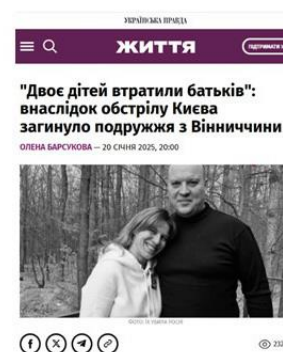 УКРАЇНСЬКА ПРАВДА
ЖИТТЯ
"Двоє дітей втратили батьків":
внаслідок обстрілу Києва
загинуло подружжя з Вінниччини
ОЛЕНА БАРСУКОВА — 20 СІЧНЯ 2025, 20:00